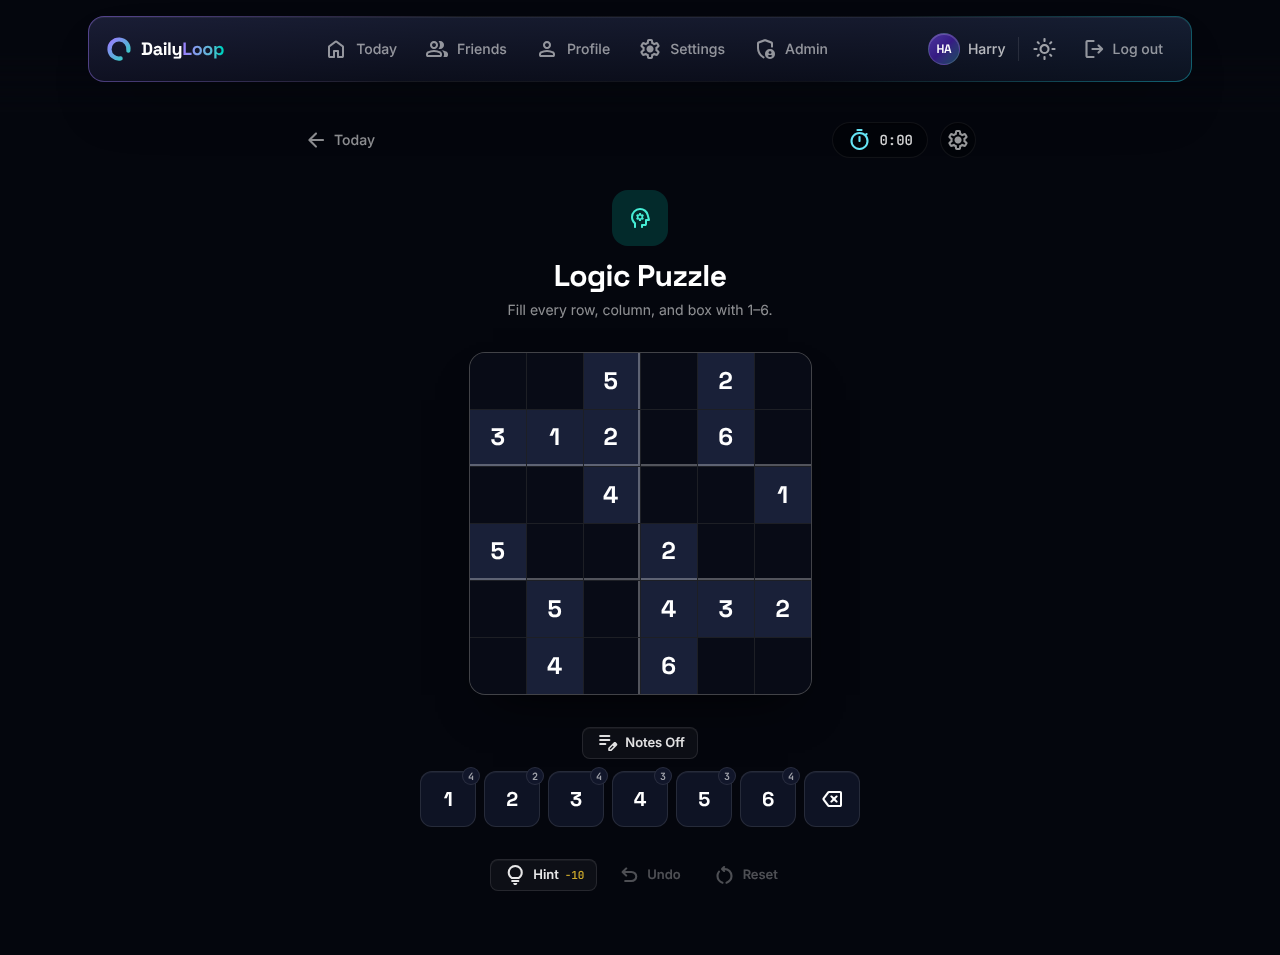 DailyLoop Today Friends Profile Settings Admin HA Harry Log out
Today 0:00
Logic Puzzle
Fill every row, column, and box with 1–6.
5 2
3 1 2 6
4 1
5 2
5 4 3 2
4 6
Notes Off
4 2 4 3 3 4
1 2 3 4 5 6
Hint -10 Undo Reset